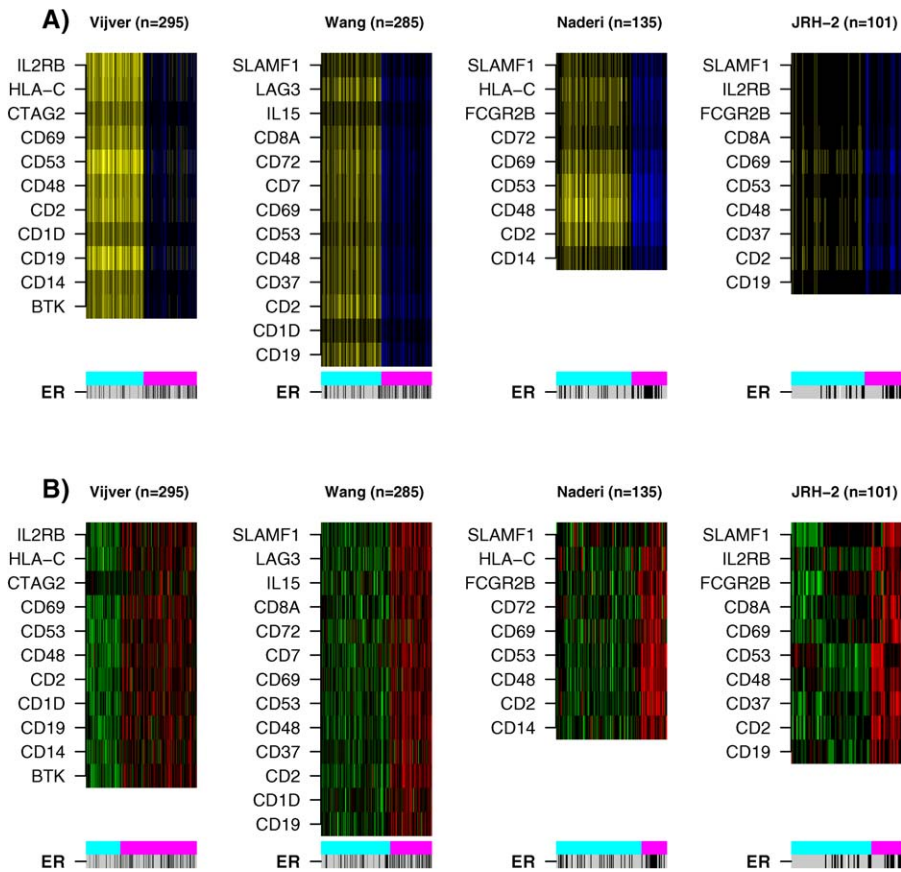 A) Vijver (n=295) Wang (n=285) Naderi (n=135) JRH-2 (n=101)
IL2RB
HLA-C
CTAG2
CD69
CD53
CD48
CD2
CD1D
CD19
CD14
BTK
ER
SLAMF1
LAG3
IL15
CD8A
CD72
CD7
CD69
CD53
CD48
CD37
CD2
CD1D
CD19
ER
SLAMF1
HLA-C
FCGR2B
CD72
CD69
CD53
CD48
CD2
CD14
ER
SLAMF1
IL2RB
FCGR2B
CD8A
CD69
CD53
CD48
CD37
CD2
CD19
ER
B) Vijver (n=295) Wang (n=285) Naderi (n=135) JRH-2 (n=101)
IL2RB
HLA-C
CTAG2
CD69
CD53
CD48
CD2
CD1D
CD19
CD14
BTK
ER
SLAMF1
LAG3
IL15
CD8A
CD72
CD7
CD69
CD53
CD48
CD37
CD2
CD1D
CD19
ER
SLAMF1
HLA-C
FCGR2B
CD72
CD69
CD53
CD48
CD2
CD14
ER
SLAMF1
IL2RB
FCGR2B
CD8A
CD69
CD53
CD48
CD37
CD2
CD19
ER